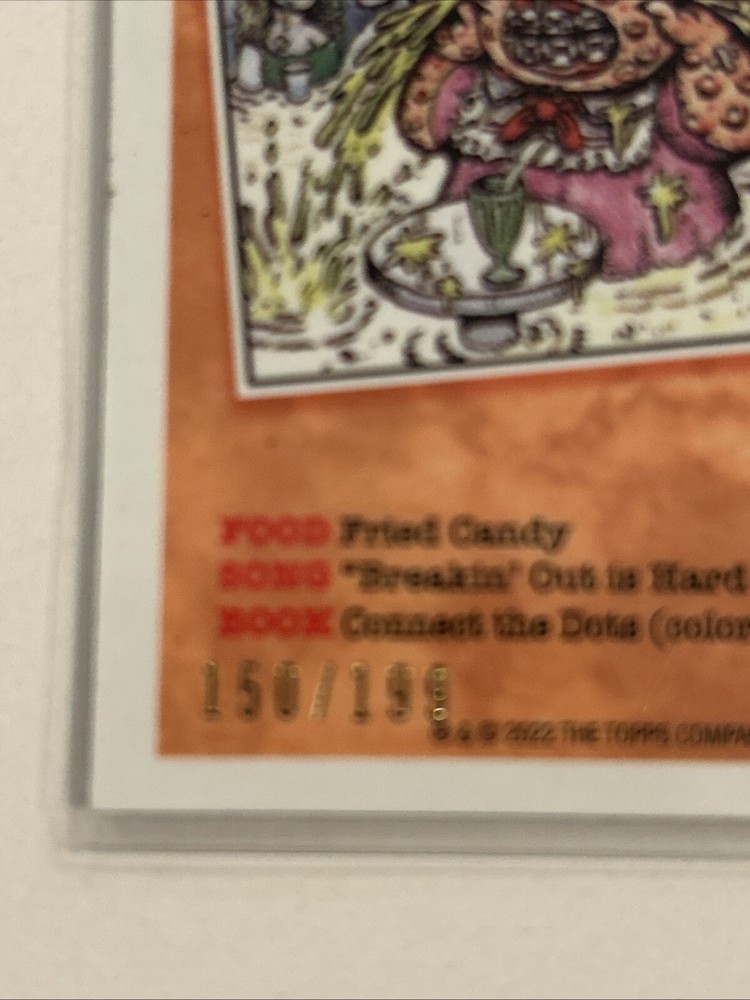 FOOD Fried Candy
SONG "Breakin' Out is Hard
BOOK Connect the Dots (color
150/199
® & © 2022 THE TOPPS COMPA